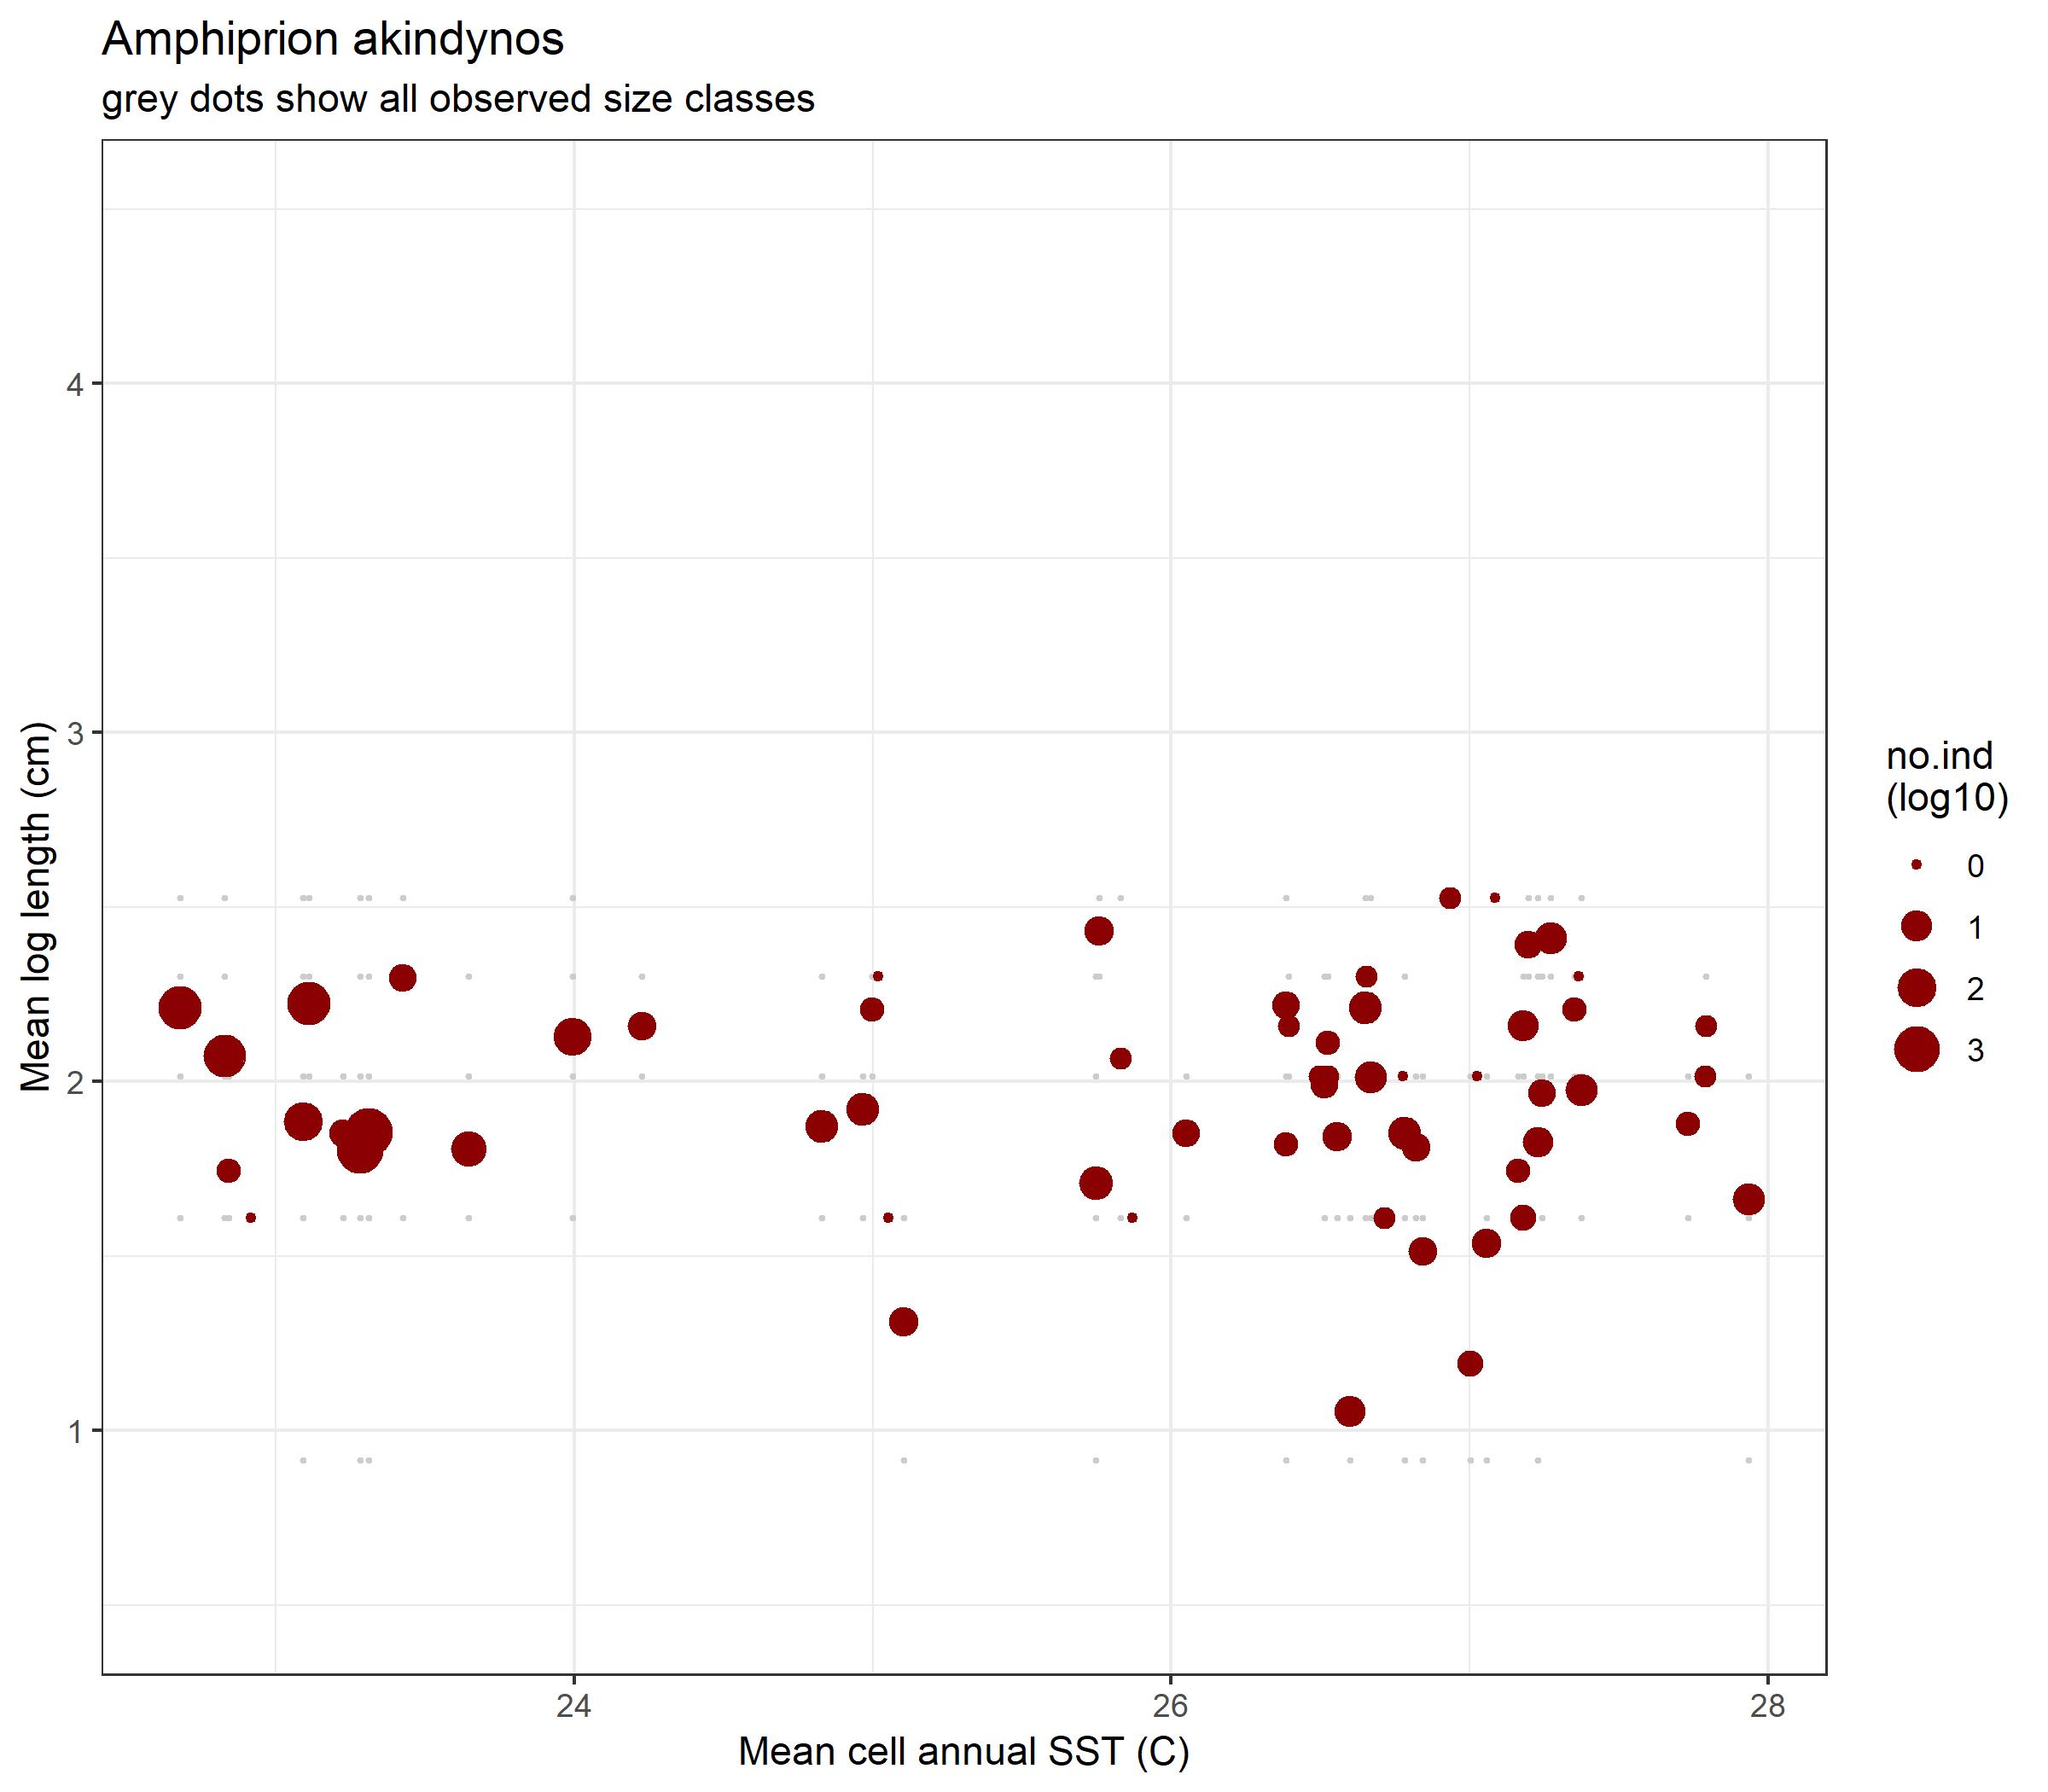 Amphiprion akindynos
grey dots show all observed size classes
Mean log length (cm)
4
3
2
1
24
26
28
Mean cell annual SST (C)
no.ind
(log10)
0
1
2
3